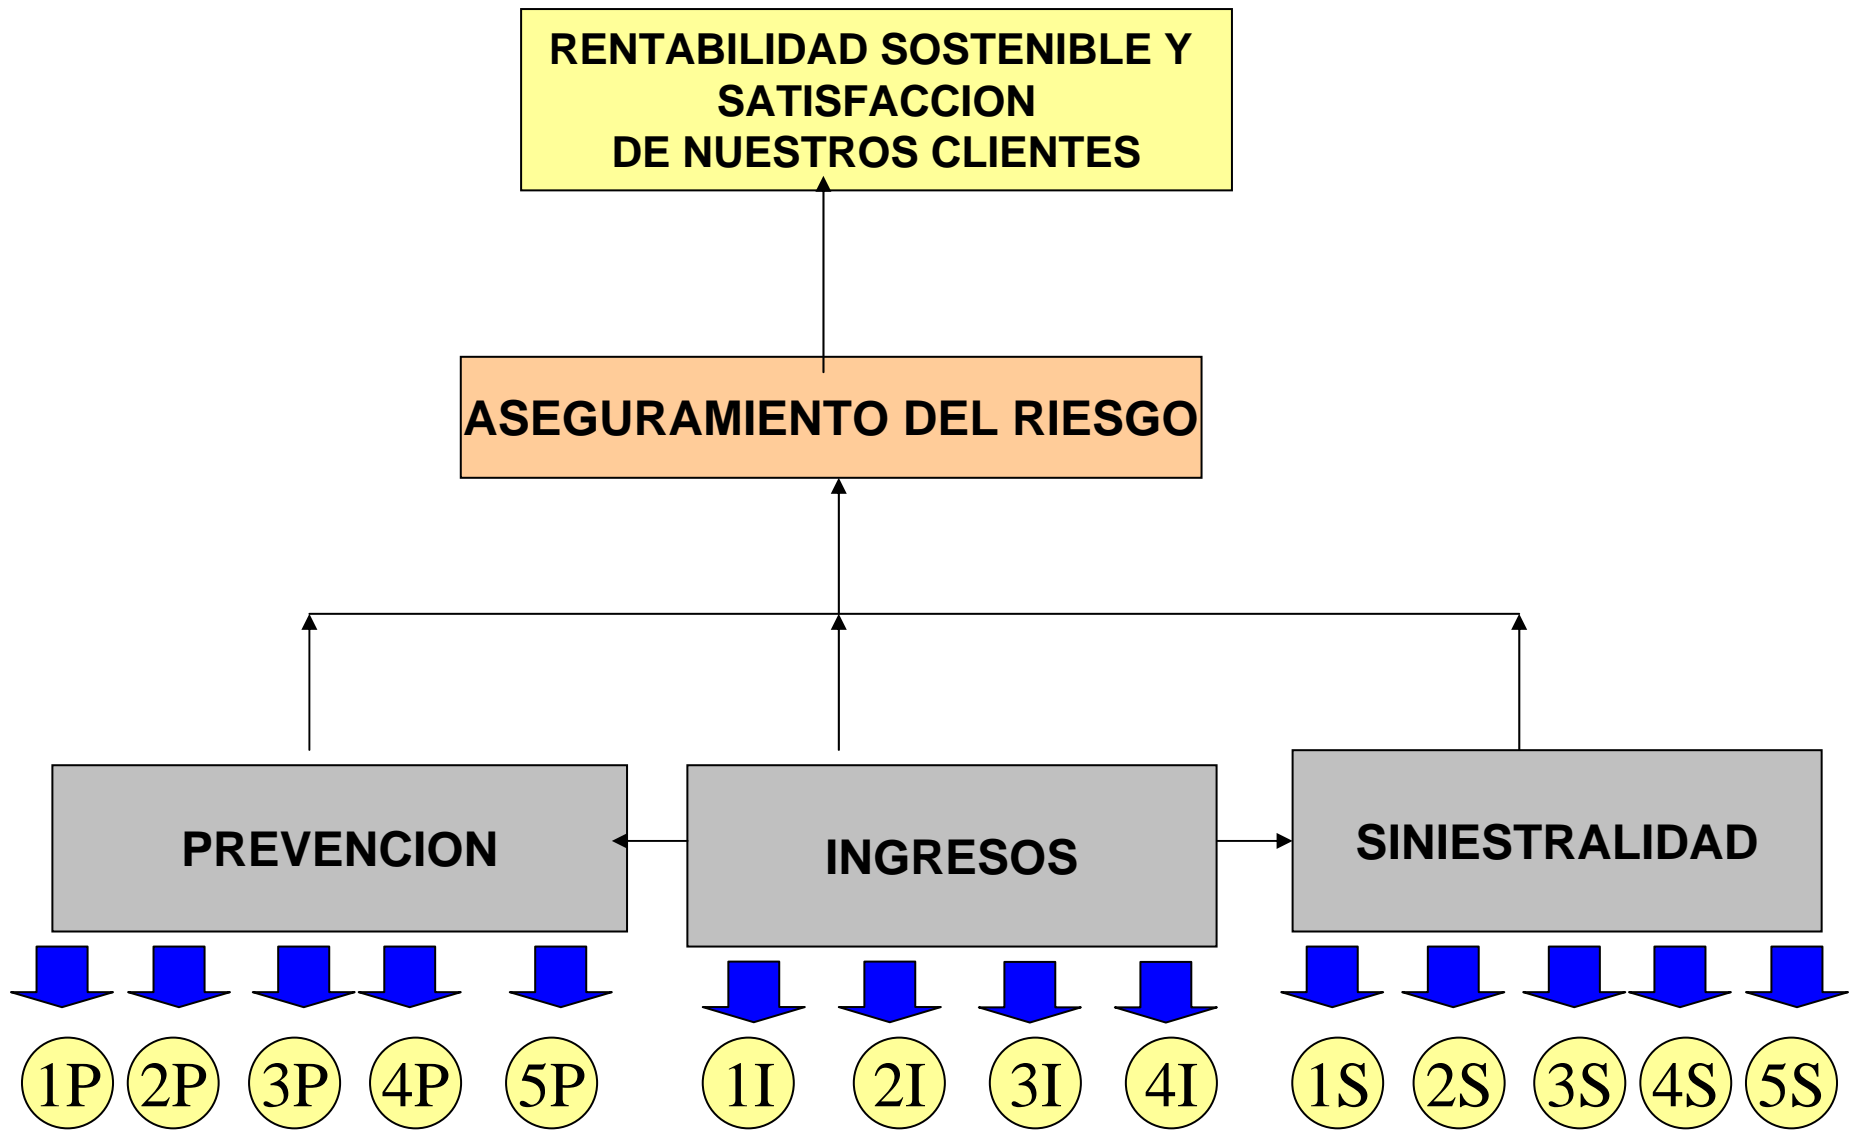 RENTABILIDAD SOSTENIBLE Y
SATISFACCION
DE NUESTROS CLIENTES
ASEGURAMIENTO DEL RIESGO
PREVENCION
INGRESOS
SINIESTRALIDAD
1P 2P 3P 4P 5P 1I 2I 3I 4I 1S 2S 3S 4S 5S